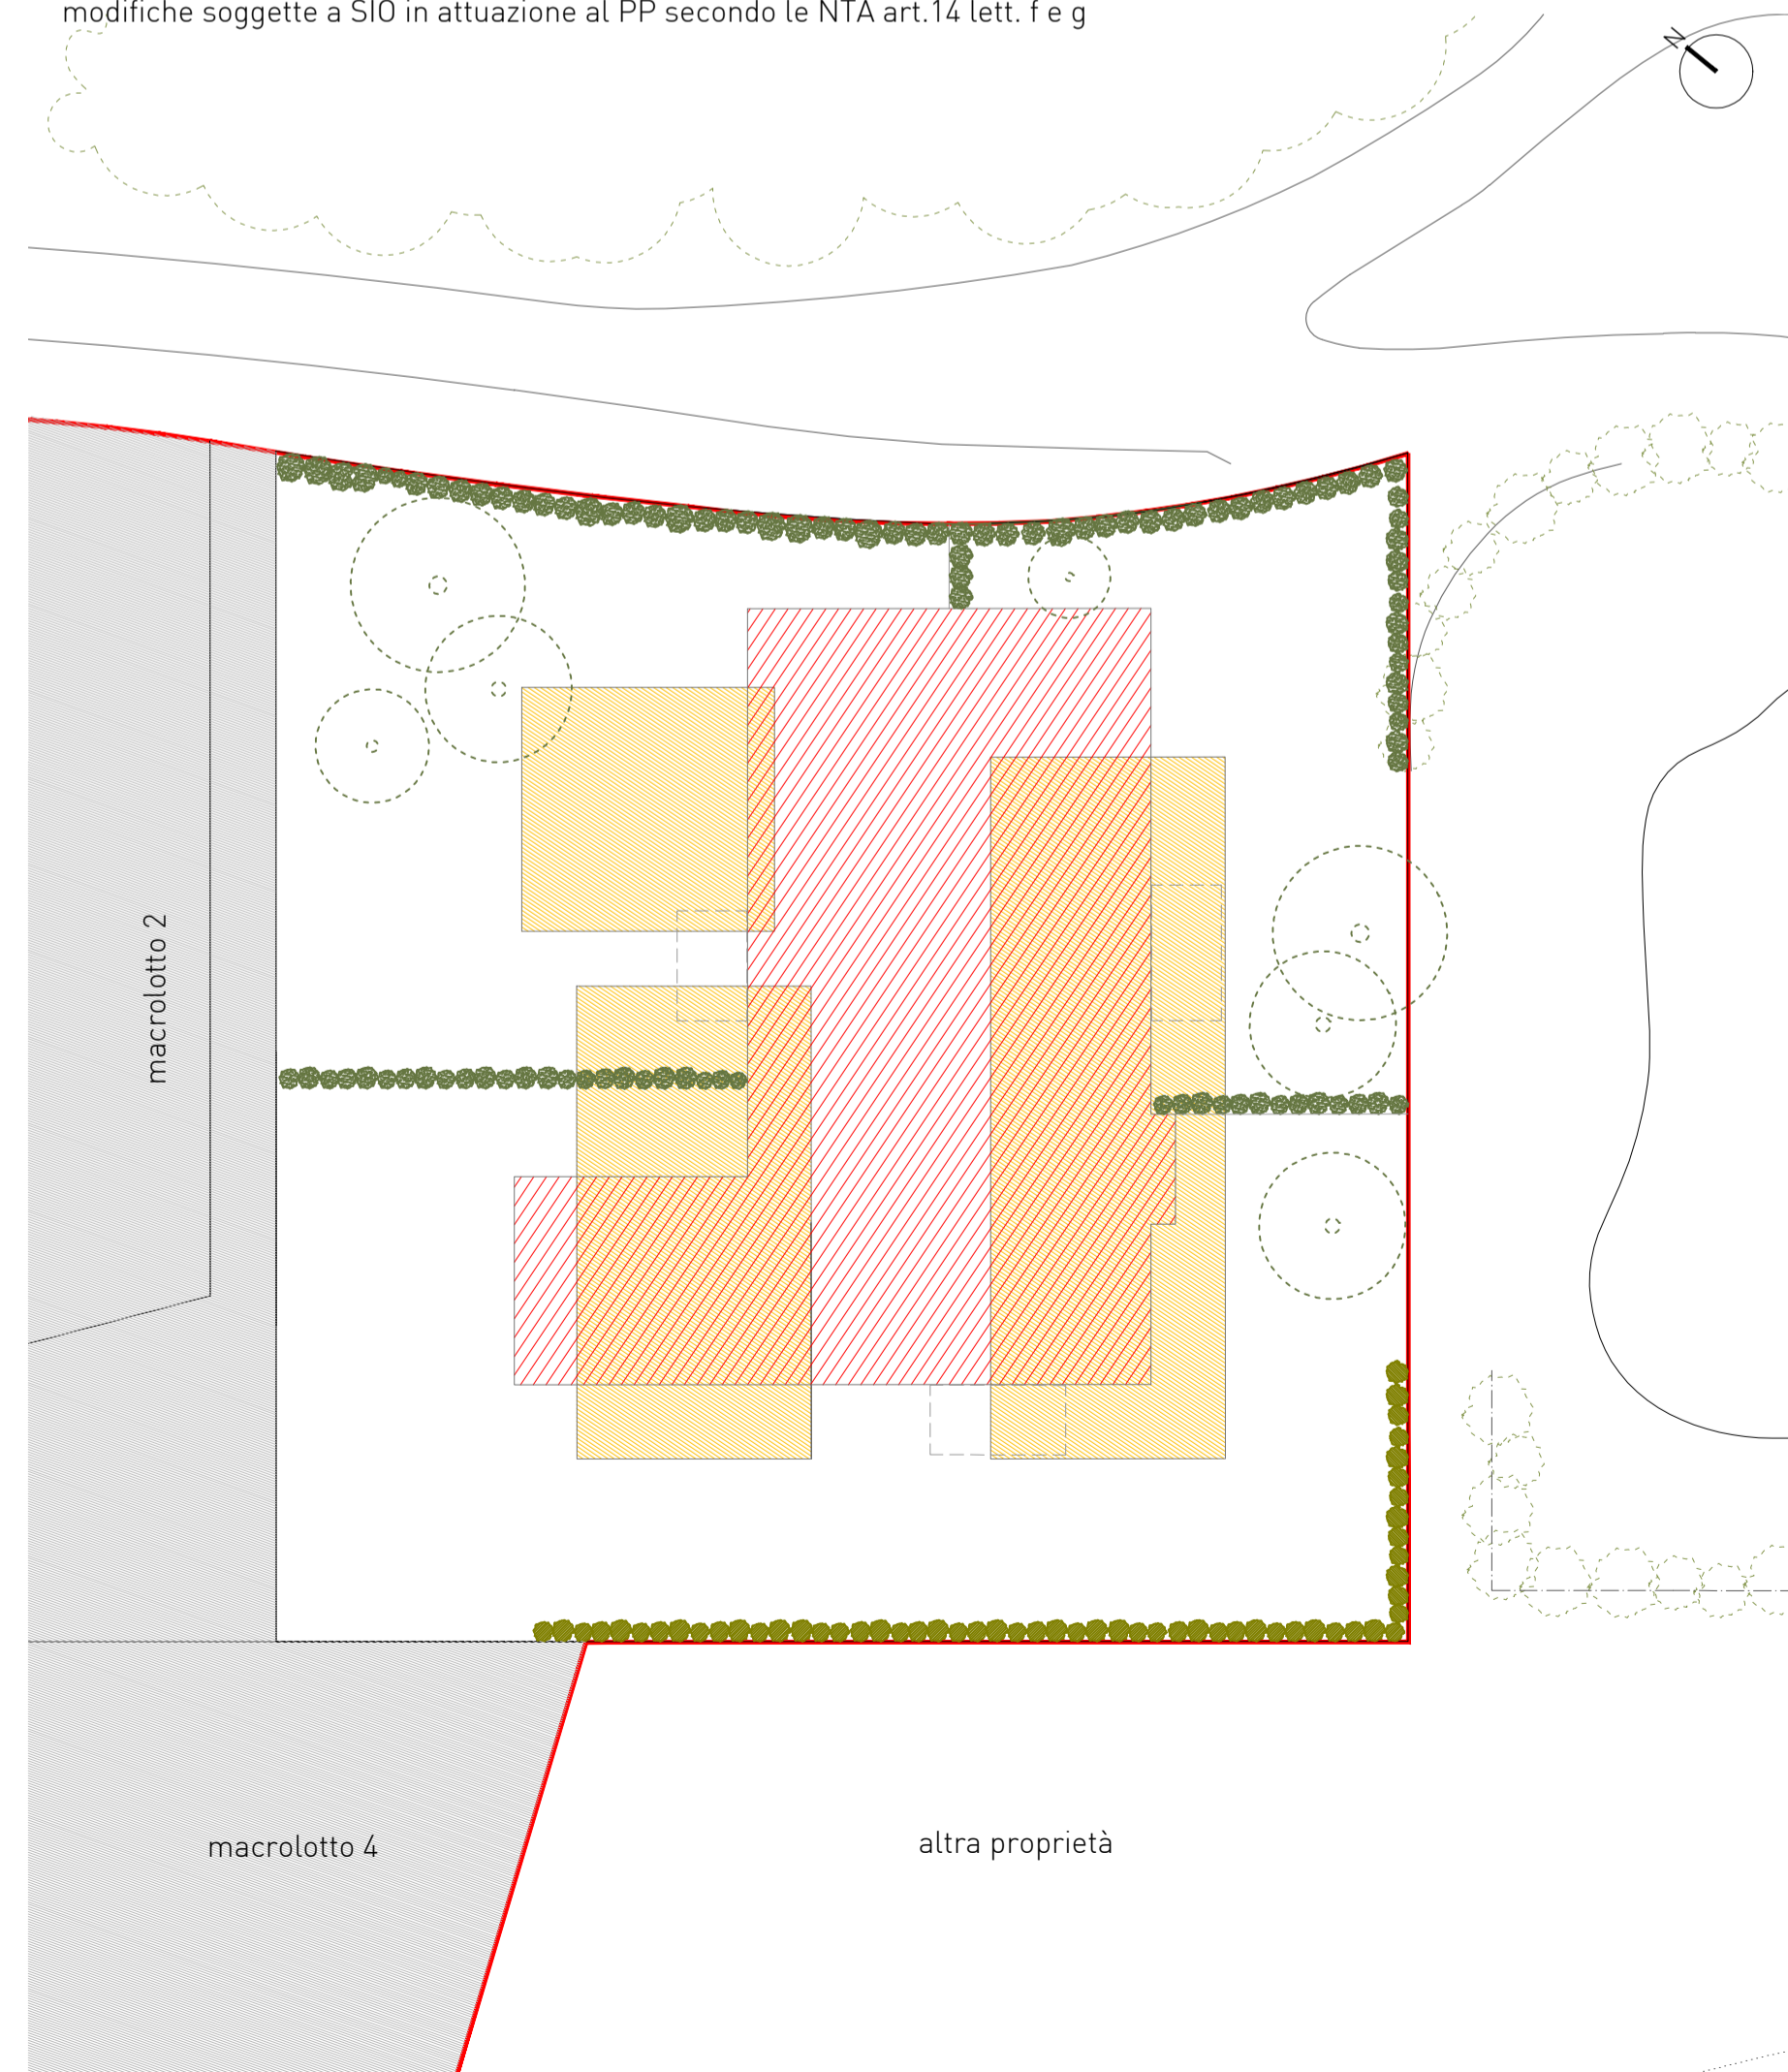 modifiche soggette a SIO in attuazione al PP secondo le NTA art.14 lett. f e g
N
macrolotto 2
macrolotto 4
altra proprietà